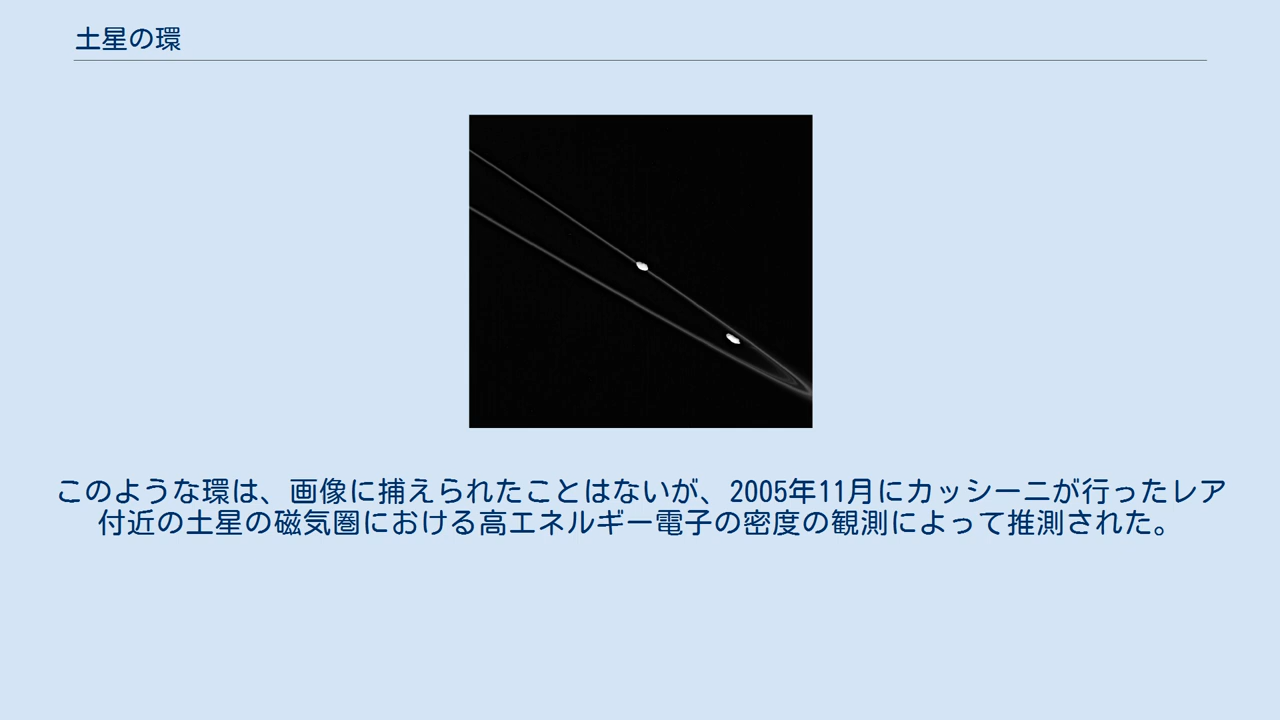 土星の環
このような環は、画像に捕えられたことはないが、2005年11月にカッシーニが行ったレア
付近の土星の磁気圏における高エネルギー電子の密度の観測によって推測された。